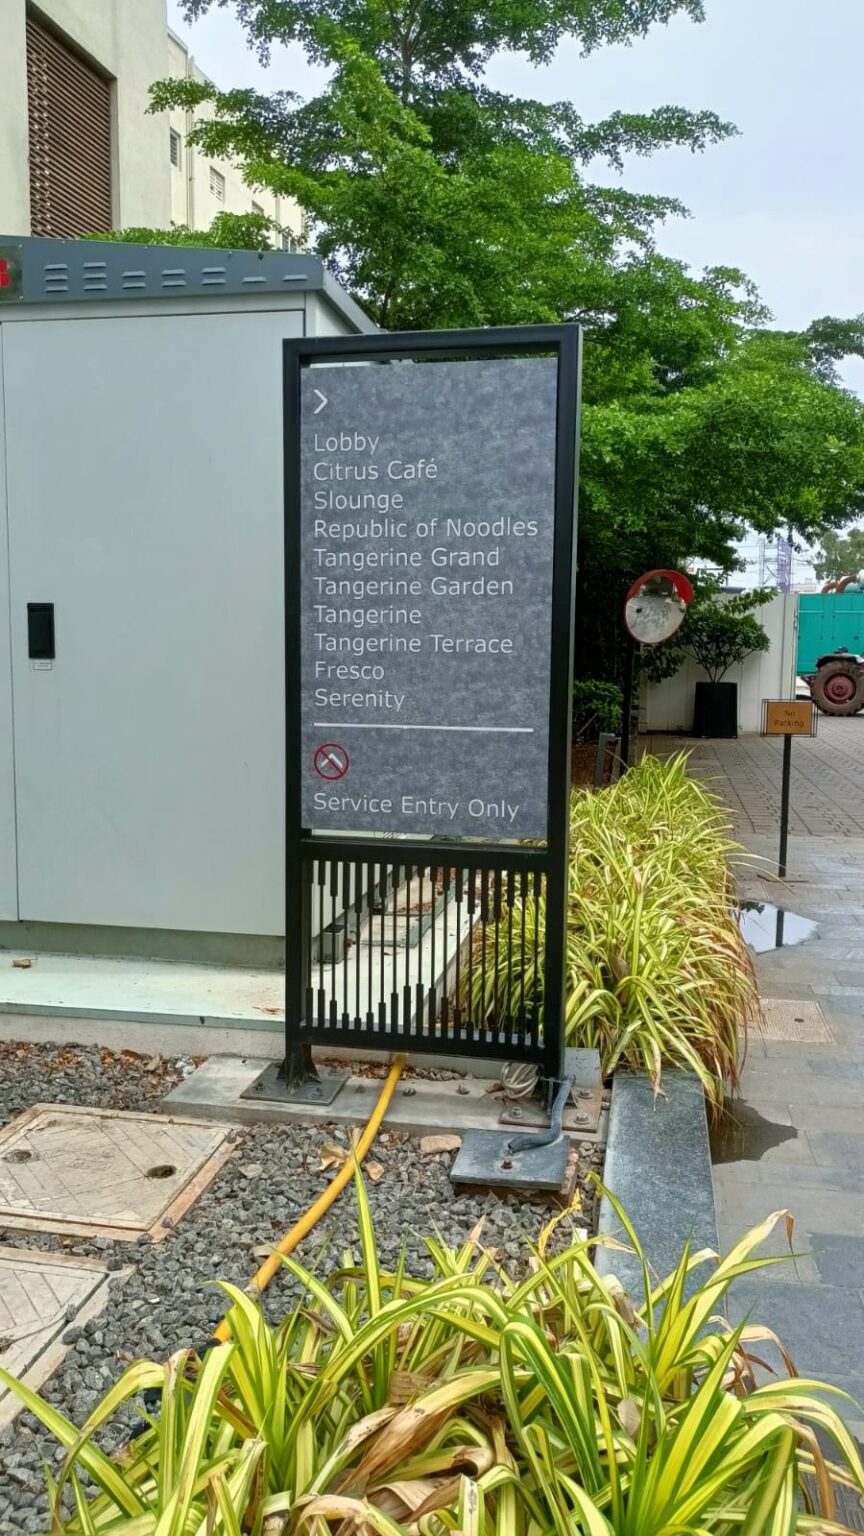 Lobby
Citrus Café
Slounge
Republic of Noodles
Tangerine Grand
Tangerine Garden
Tangerine
Tangerine Terrace
Fresco
Serenity
Service Entry Only
No
Parking